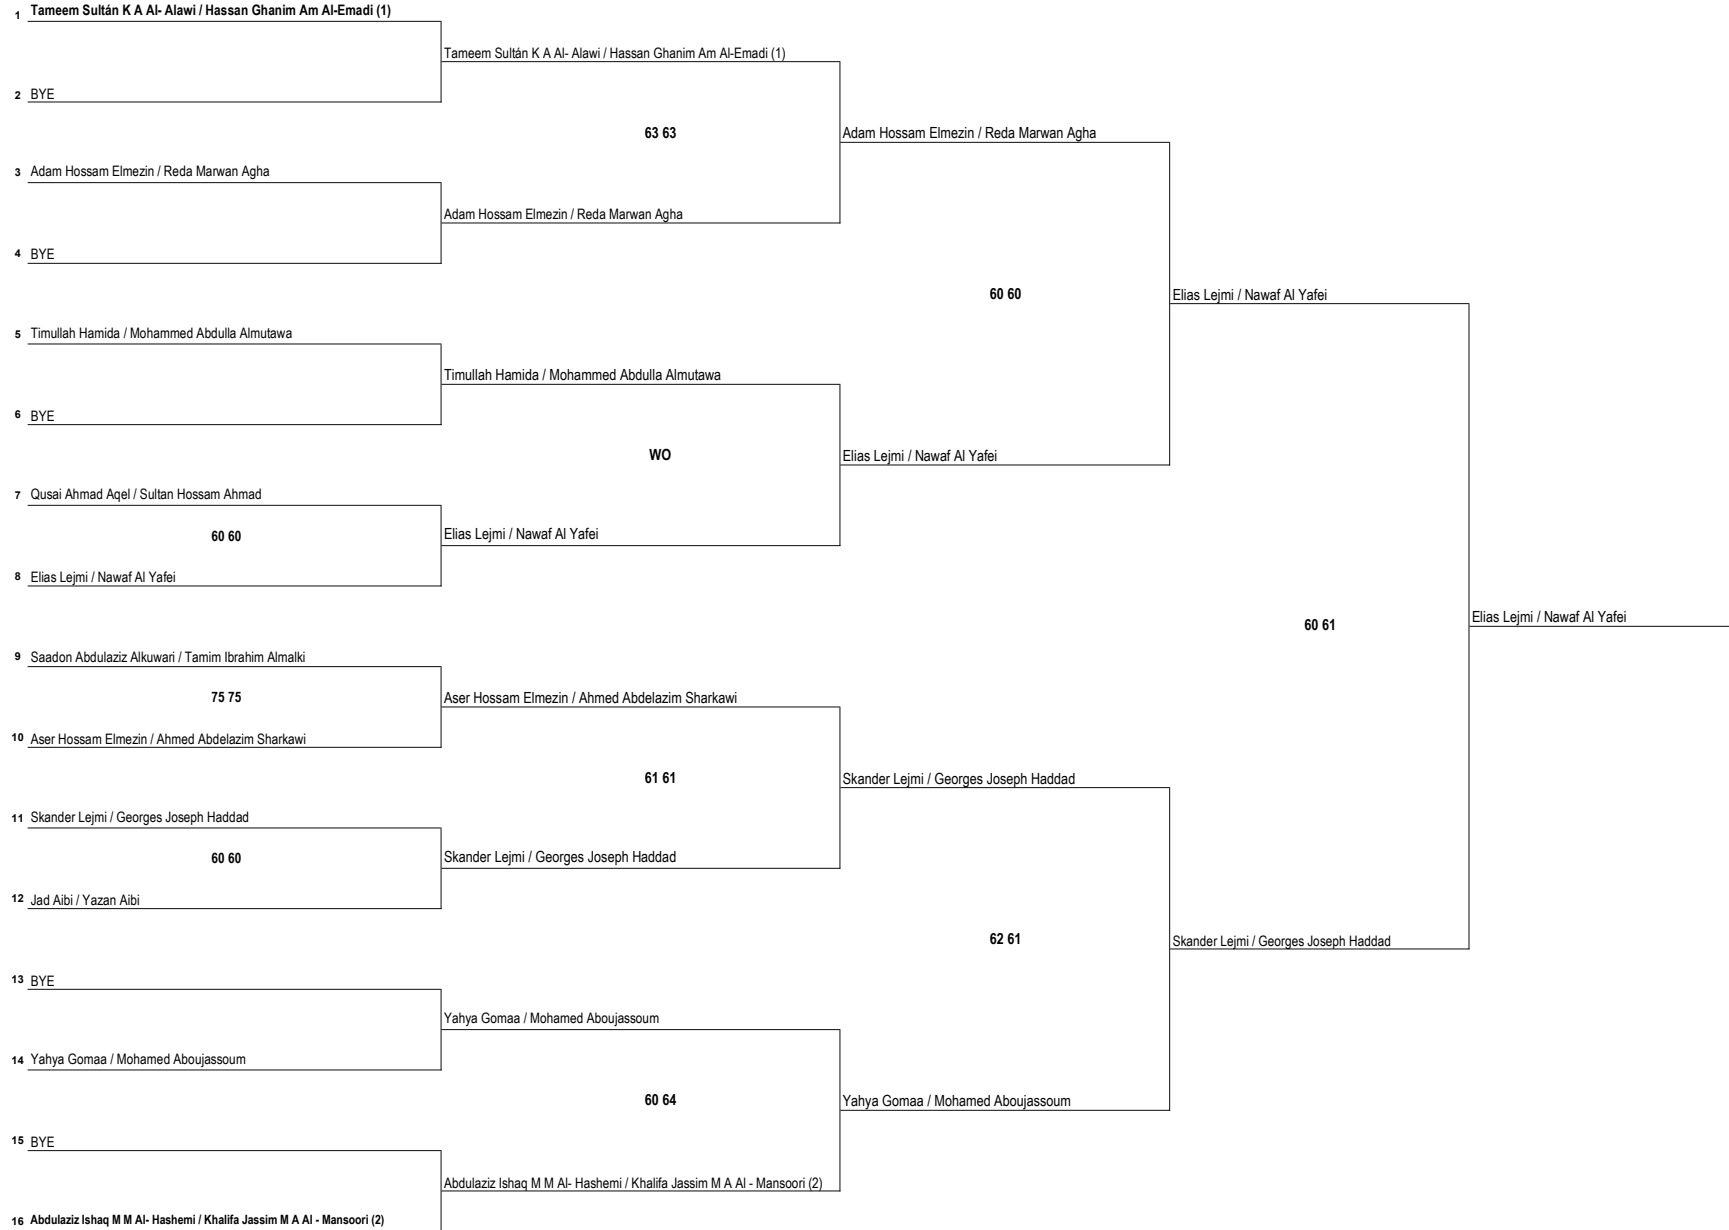 1 Tameem Sultán K A Al- Alawi / Hassan Ghanim Am Al-Emadi (1)
Tameem Sultán K A Al- Alawi / Hassan Ghanim Am Al-Emadi (1)
2 BYE
63 63
Adam Hossam Elmezin / Reda Marwan Agha
3 Adam Hossam Elmezin / Reda Marwan Agha
Adam Hossam Elmezin / Reda Marwan Agha
4 BYE
60 60
Elias Lejmi / Nawaf Al Yafei
5 Timullah Hamida / Mohammed Abdulla Almutawa
Timullah Hamida / Mohammed Abdulla Almutawa
6 BYE
WO
Elias Lejmi / Nawaf Al Yafei
7 Qusai Ahmad Aqel / Sultan Hossam Ahmad
60 60
Elias Lejmi / Nawaf Al Yafei
8 Elias Lejmi / Nawaf Al Yafei
60 61
Elias Lejmi / Nawaf Al Yafei
9 Saadon Abdulaziz Alkuwari / Tamim Ibrahim Almalki
75 75
Aser Hossam Elmezin / Ahmed Abdelazim Sharkawi
10 Aser Hossam Elmezin / Ahmed Abdelazim Sharkawi
61 61
Skander Lejmi / Georges Joseph Haddad
11 Skander Lejmi / Georges Joseph Haddad
60 60
Skander Lejmi / Georges Joseph Haddad
12 Jad Aibi / Yazan Aibi
62 61
Skander Lejmi / Georges Joseph Haddad
13 BYE
Yahya Gomaa / Mohamed Aboujassoum
14 Yahya Gomaa / Mohamed Aboujassoum
60 64
Yahya Gomaa / Mohamed Aboujassoum
15 BYE
Abdulaziz Ishaq M M Al- Hashemi / Khalifa Jassim M A Al - Mansoori (2)
16 Abdulaziz Ishaq M M Al- Hashemi / Khalifa Jassim M A Al - Mansoori (2)